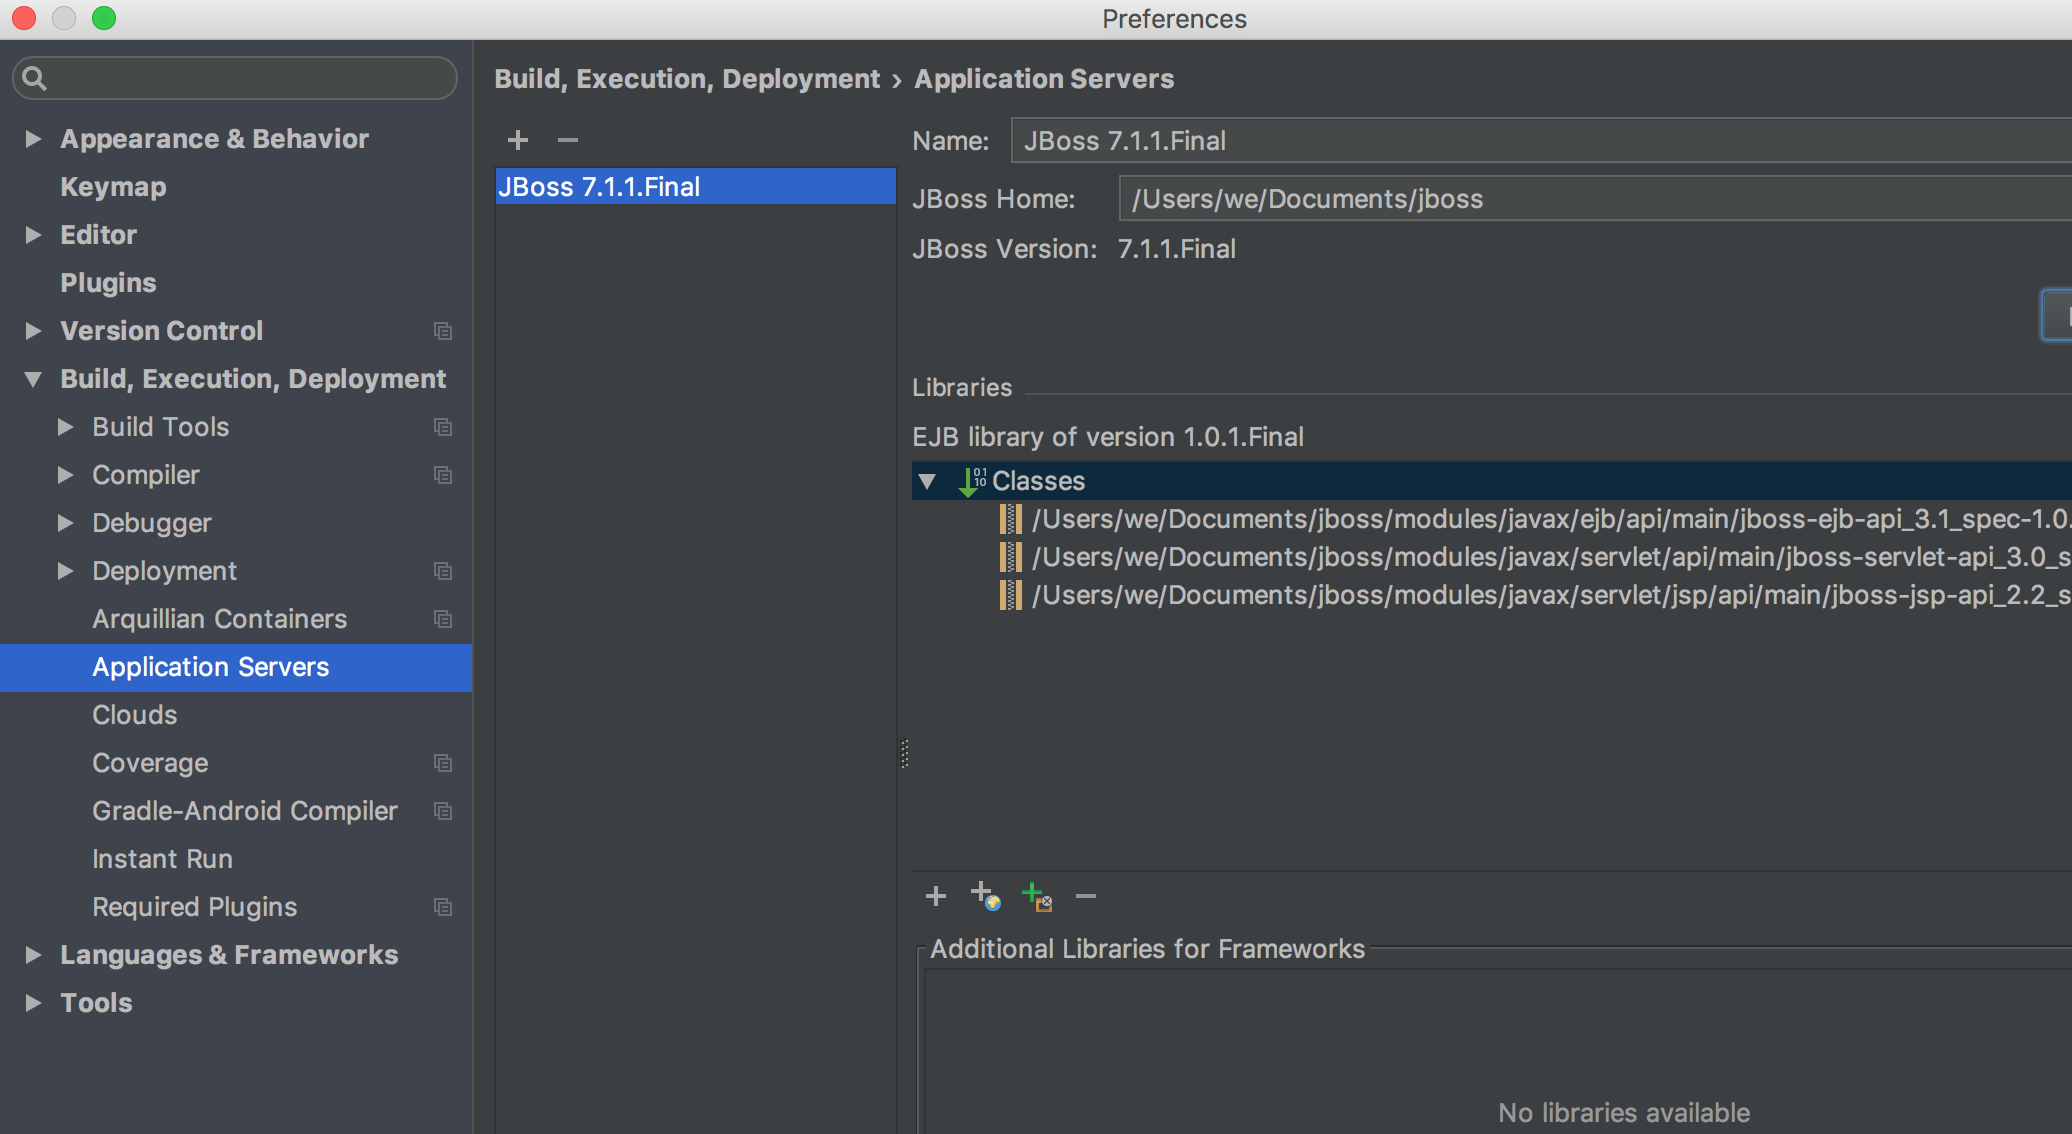 Preferences
Appearance & Behavior
Keymap
Editor
Plugins
Version Control
Build, Execution, Deployment
Build Tools
Compiler
Debugger
Deployment
Arquillian Containers
Application Servers
Clouds
Coverage
Gradle-Android Compiler
Instant Run
Required Plugins
Languages & Frameworks
Tools
Build, Execution, Deployment › Application Servers
JBoss 7.1.1.Final
Name: JBoss 7.1.1.Final
JBoss Home: /Users/we/Documents/jboss
JBoss Version: 7.1.1.Final
Libraries
EJB library of version 1.0.1.Final
Classes
/Users/we/Documents/jboss/modules/javax/ejb/api/main/jboss-ejb-api_3.1_spec-1.0.
/Users/we/Documents/jboss/modules/javax/servlet/api/main/jboss-servlet-api_3.0_s
/Users/we/Documents/jboss/modules/javax/servlet/jsp/api/main/jboss-jsp-api_2.2_s
Additional Libraries for Frameworks
No libraries available